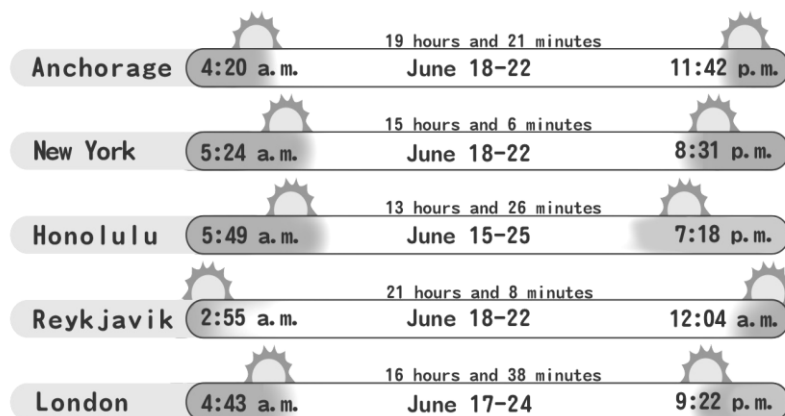 19 hours and 21 minutes
Anchorage 4:20 a.m. June 18-22 11:42 p.m.
15 hours and 6 minutes
New York 5:24 a.m. June 18-22 8:31 p.m.
13 hours and 26 minutes
Honolulu 5:49 a.m. June 15-25 7:18 p.m.
21 hours and 8 minutes
Reykjavik 2:55 a.m. June 18-22 12:04 a.m.
16 hours and 38 minutes
London 4:43 a.m. June 17-24 9:22 p.m.